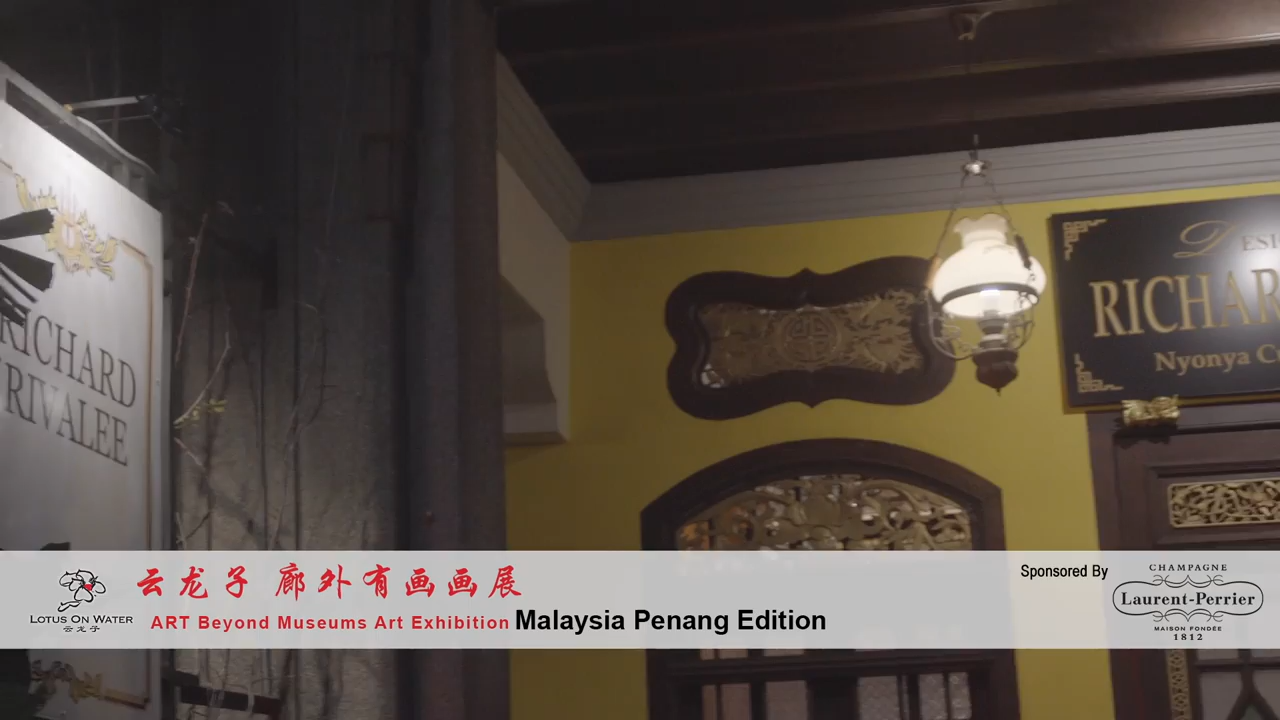 RICHARD
RIVALEE
RICHAR
Nyonya C
云龙子 廊外有画画展
ART Beyond Museums Art Exhibition Malaysia Penang Edition
LOTUS ON WATER
云龙子
Sponsored By
CHAMPAGNE
Laurent-Perrier
MAISON FONDÉE
1812